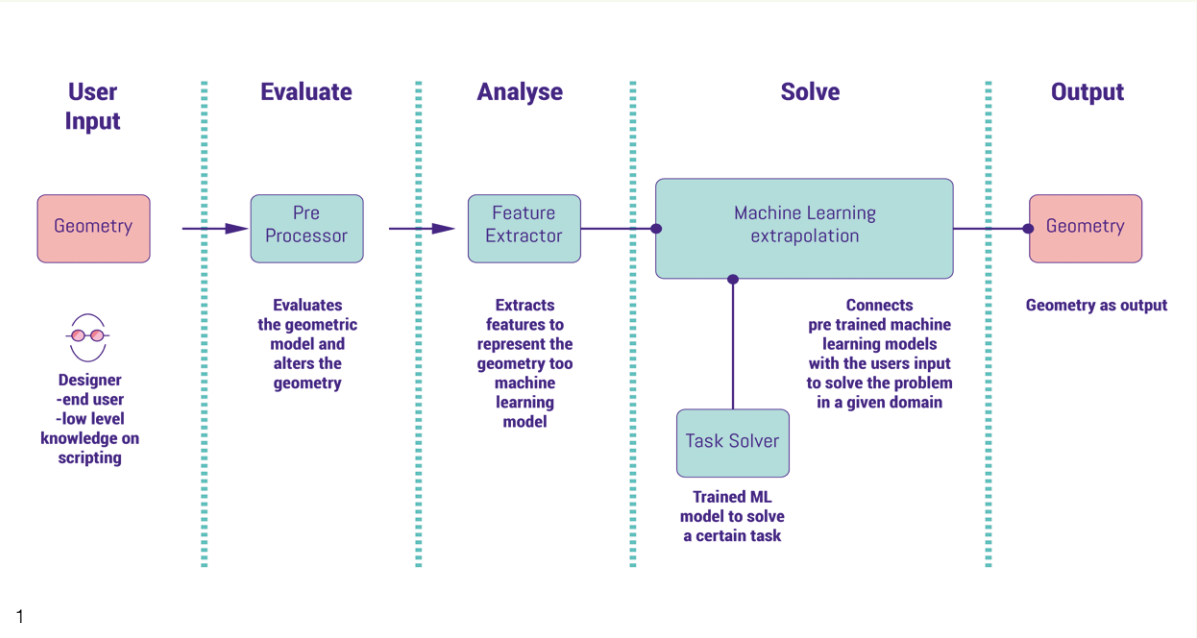 User
Input
Evaluate
Analyse
Solve
Output
Geometry
Pre
Processor
Feature
Extractor
Machine Learning
extrapolation
Geometry
Designer
-end user
-low level
knowledge on
scripting
Evaluates
the geometric
model and
alters the
geometry
Extracts
features to
represent the
geometry too
machine
learning
model
Connects
pre trained machine
learning models
with the users input
to solve the problem
in a given domain
Geometry as output
Task Solver
Trained ML
model to solve
a certain task
1